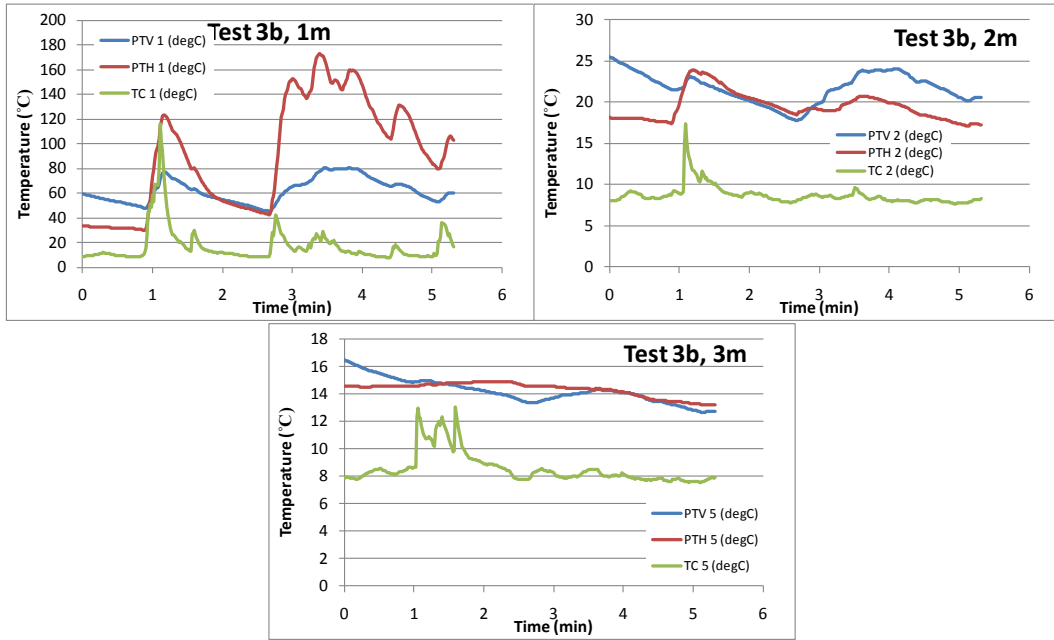 Test 3b, 1m
PTV 1 (degC)
PTH 1 (degC)
TC 1 (degC)
Temperature (°C)
200
180
160
140
120
100
80
60
40
20
0
0 1 2 3 4 5 6
Time (min)
Test 3b, 2m
PTV 2 (degC)
PTH 2 (degC)
TC 2 (degC)
Temperature (°C)
30
25
20
15
10
5
0
0 1 2 3 4 5 6
Time (min)
Test 3b, 3m
Temperature (°C)
18
16
14
12
10
8
6
4
2
0
PTV 5 (degC)
PTH 5 (degC)
TC 5 (degC)
0 1 2 3 4 5 6
Time (min)